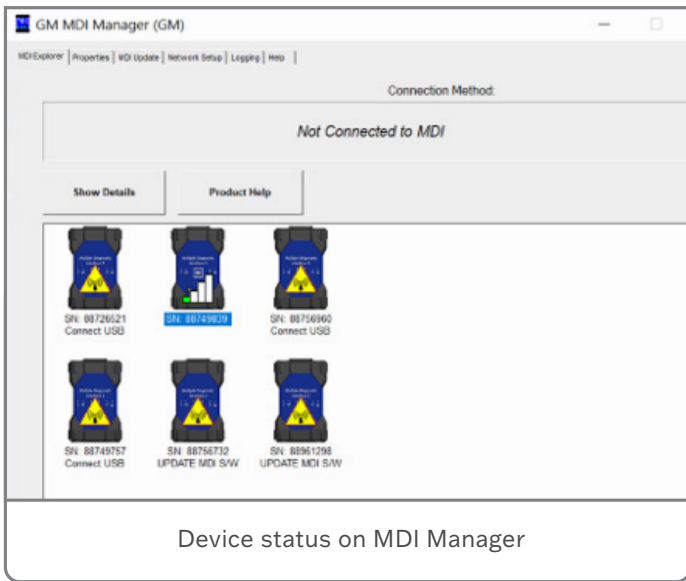 GM MDI Manager (GM)
MDI Explorer Properties MDI Update Network Setup Logging Help
Connection Method:
Not Connected to MDI
Show Details Product Help
SN: 88726521 SN: 88749839 SN: 88756960
Connect USB Connect USB
SN: 88749757 SN: 88756732 SN: 88961298
Connect USB UPDATE MDI S/W UPDATE MDI S/W
Device status on MDI Manager